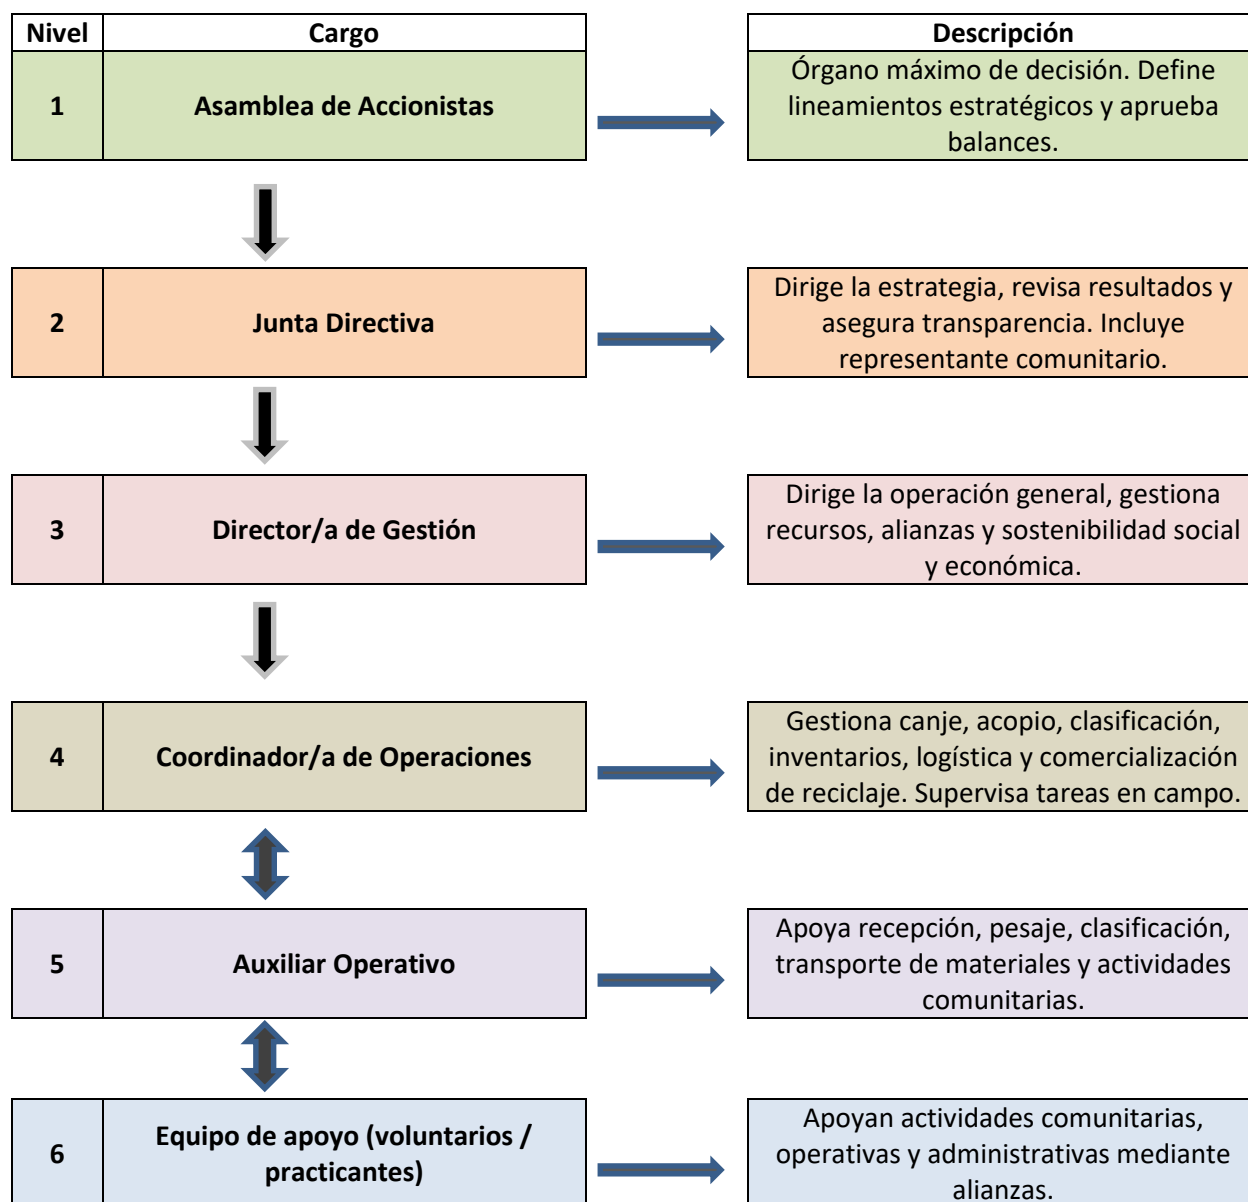 Nivel Cargo Descripción
1 Asamblea de Accionistas
Órgano máximo de decisión. Define
lineamientos estratégicos y aprueba
balances.
2 Junta Directiva
Dirige la estrategia, revisa resultados y
asegura transparencia. Incluye
representante comunitario.
3 Director/a de Gestión
Dirige la operación general, gestiona
recursos, alianzas y sostenibilidad social
y económica.
4 Coordinador/a de Operaciones
Gestiona canje, acopio, clasificación,
inventarios, logística y comercialización
de reciclaje. Supervisa tareas en campo.
5 Auxiliar Operativo
Apoya recepción, pesaje, clasificación,
transporte de materiales y actividades
comunitarias.
6 Equipo de apoyo (voluntarios /
practicantes)
Apoyan actividades comunitarias,
operativas y administrativas mediante
alianzas.